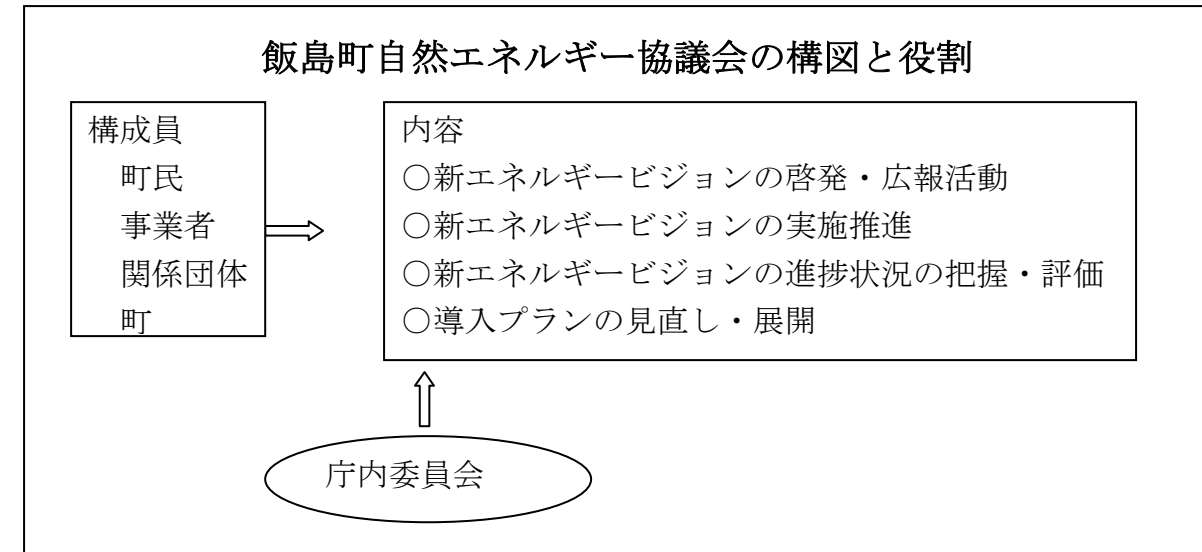 飯島町自然エネルギー協議会の構図と役割
構成員
町民
事業者
関係団体
町
内容
○新エネルギービジョンの啓発・広報活動
○新エネルギービジョンの実施推進
○新エネルギービジョンの進捗状況の把握・評価
○導入プランの見直し・展開
庁内委員会